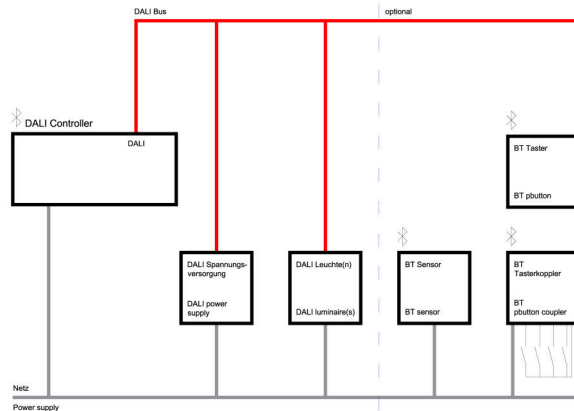 DALI Bus
optional
DALI Controller
DALI
BT Taster
BT pbutton
DALI Spannungs-
versorgung
DALI power
supply
DALI Leuchte(n)
DALI luminaire(s)
BT Sensor
BT sensor
BT
Tasterkoppler
BT
pbutton coupler
Netz
Power supply